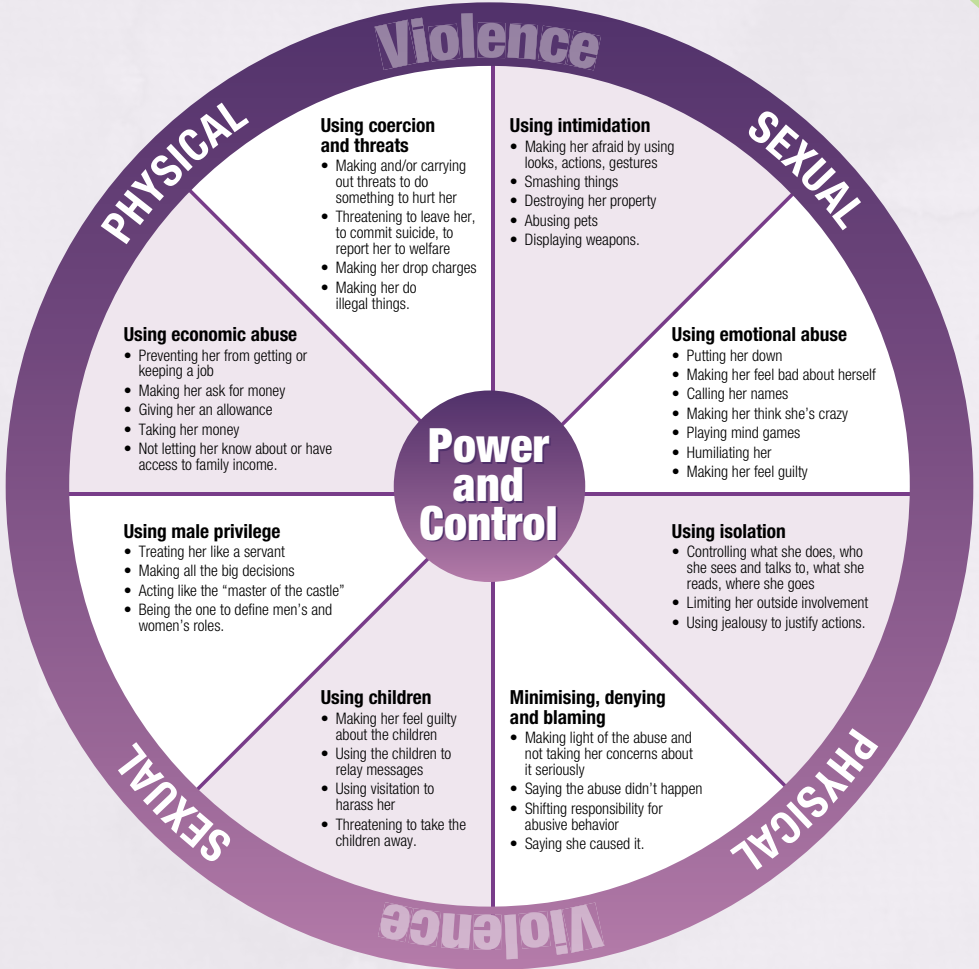 Violence
PHYSICAL
SEXUAL
Using coercion
and threats
• Making and/or carrying
out threats to do
something to hurt her
• Threatening to leave her,
to commit suicide, to
report her to welfare
• Making her drop charges
• Making her do
illegal things.
Using intimidation
• Making her afraid by using
looks, actions, gestures
• Smashing things
• Destroying her property
• Abusing pets
• Displaying weapons.
Using economic abuse
• Preventing her from getting or
keeping a job
• Making her ask for money
• Giving her an allowance
• Taking her money
• Not letting her know about or have
access to family income.
Using emotional abuse
• Putting her down
• Making her feel bad about herself
• Calling her names
• Making her think she’s crazy
• Playing mind games
• Humiliating her
• Making her feel guilty
Power
and
Control
Using male privilege
• Treating her like a servant
• Making all the big decisions
• Acting like the “master of the castle”
• Being the one to define men’s and
women’s roles.
Using isolation
• Controlling what she does, who
she sees and talks to, what she
reads, where she goes
• Limiting her outside involvement
• Using jealousy to justify actions.
Using children
• Making her feel guilty
about the children
• Using the children to
relay messages
• Using visitation to
harass her
• Threatening to take the
children away.
Minimising, denying
and blaming
• Making light of the abuse and
not taking her concerns about
it seriously
• Saying the abuse didn’t happen
• Shifting responsibility for
abusive behavior
• Saying she caused it.
SEXUAL
PHYSICAL
Violence